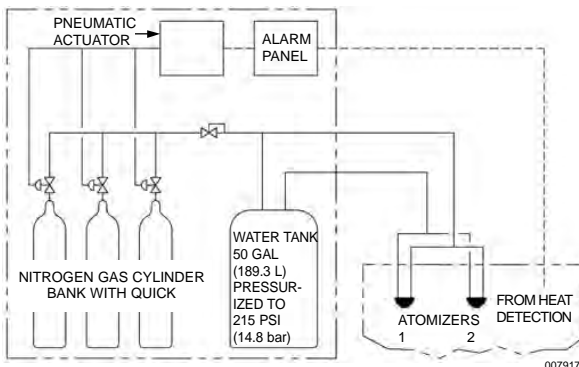 PNEUMATIC
ACTUATOR
ALARM
PANEL
NITROGEN GAS CYLINDER
BANK WITH QUICK
WATER TANK
50 GAL
(189.3 L)
PRESSUR-
IZED TO
215 PSI
(14.8 bar)
ATOMIZERS
1 2
FROM HEAT
DETECTION
007917